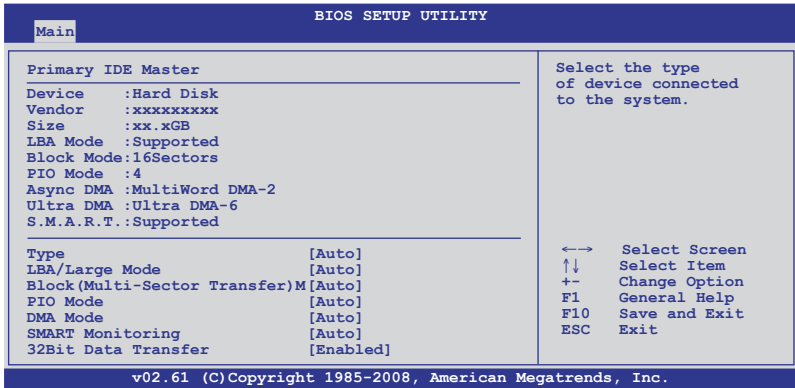 BIOS SETUP UTILITY
Main
Primary IDE Master
Device :Hard Disk
Vendor :xxxxxxxxx
Size :xx.xGB
LBA Mode :Supported
Block Mode:16Sectors
PIO Mode :4
Async DMA :MultiWord DMA-2
Ultra DMA :Ultra DMA-6
S.M.A.R.T.:Supported
Type [Auto]
LBA/Large Mode [Auto]
Block(Multi-Sector Transfer)M[Auto]
PIO Mode [Auto]
DMA Mode [Auto]
SMART Monitoring [Auto]
32Bit Data Transfer [Enabled]
Select the type
of device connected
to the system.
←→ Select Screen
↑↓ Select Item
+- Change Option
F1 General Help
F10 Save and Exit
ESC Exit
v02.61 (C)Copyright 1985-2008, American Megatrends, Inc.